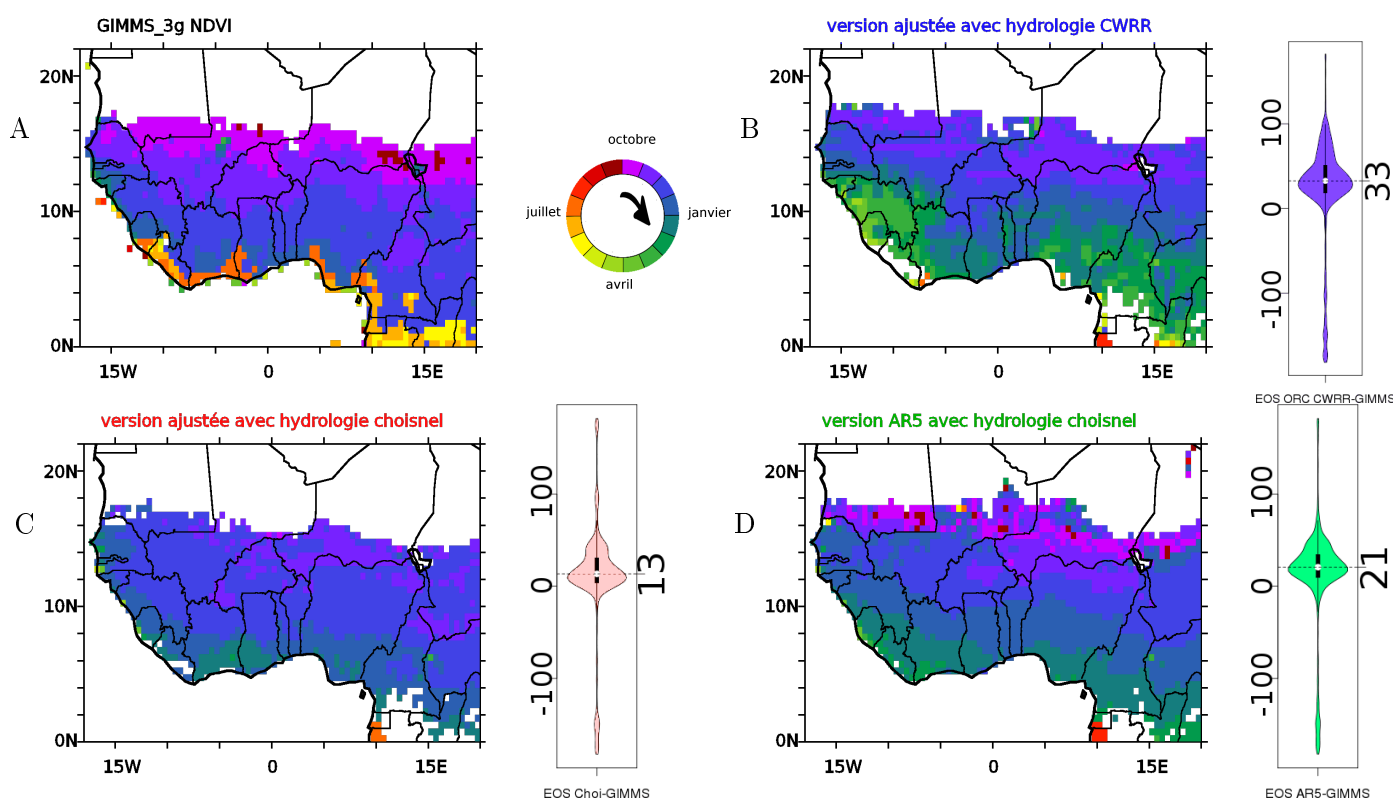 GIMMS_3g NDVI
A
20N
10N
0N
15W
0
15E
octobre
juillet
janvier
avril
version ajustée avec hydrologie CWRR
B
20N
10N
0N
15W
0
15E
100
0
-100
33
EOS ORC CWRR-GIMMS
version ajustée avec hydrologie choisnel
C
20N
10N
0N
15W
0
15E
100
0
-100
13
EOS Choi-GIMMS
version AR5 avec hydrologie choisnel
D
20N
10N
0N
15W
0
15E
100
0
-100
21
EOS AR5-GIMMS